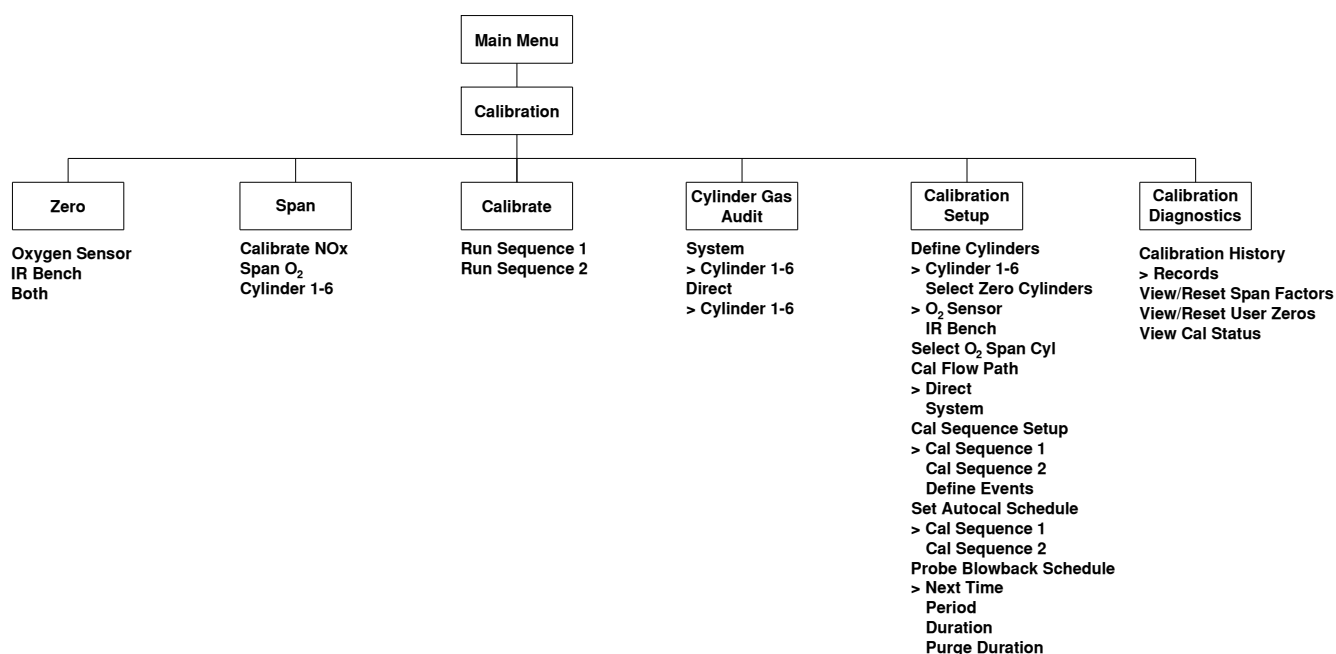 Main Menu
Calibration
Zero
Oxygen Sensor
IR Bench
Both
Span
Calibrate NOx
Span O₂
Cylinder 1-6
Calibrate
Run Sequence 1
Run Sequence 2
Cylinder Gas
Audit
System
> Cylinder 1-6
Direct
> Cylinder 1-6
Calibration
Setup
Define Cylinders
> Cylinder 1-6
Select Zero Cylinders
> O₂ Sensor
IR Bench
Select O₂ Span Cyl
Cal Flow Path
> Direct
System
Cal Sequence Setup
> Cal Sequence 1
Cal Sequence 2
Define Events
Set Autocal Schedule
> Cal Sequence 1
Cal Sequence 2
Probe Blowback Schedule
> Next Time
Period
Duration
Purge Duration
Calibration
Diagnostics
Calibration History
> Records
View/Reset Span Factors
View/Reset User Zeros
View Cal Status